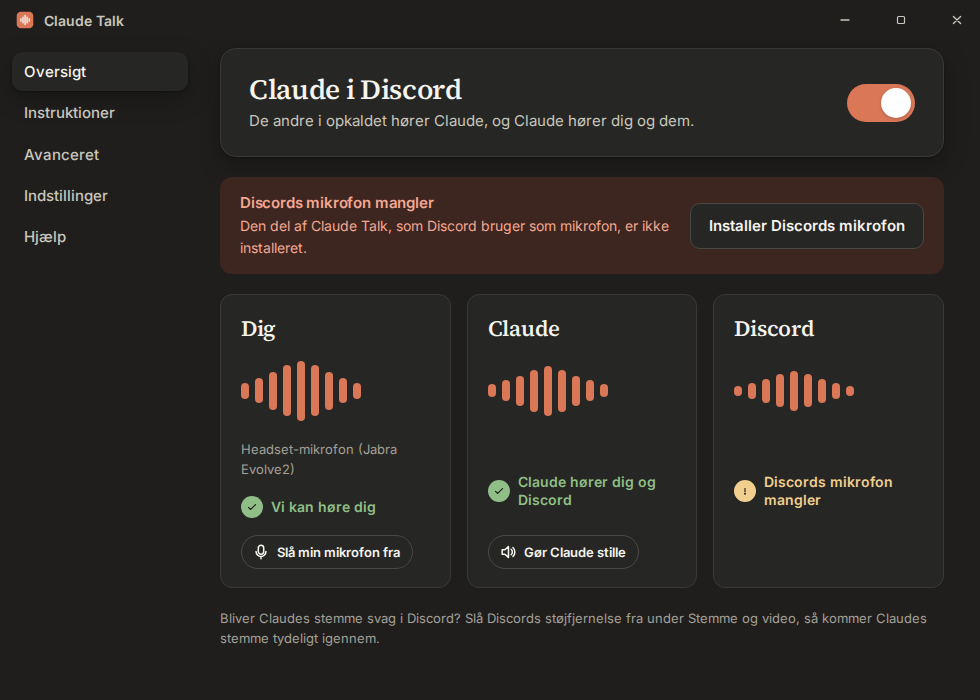 Claude Talk
Oversigt
Instruktioner
Avanceret
Indstillinger
Hjælp
Claude i Discord
De andre i opkaldet hører Claude, og Claude hører dig og dem.
Discords mikrofon mangler
Den del af Claude Talk, som Discord bruger som mikrofon, er ikke
installeret.
Installer Discords mikrofon
Dig
Headset-mikrofon (Jabra
Evolve2)
Vi kan høre dig
Slå min mikrofon fra
Claude
Claude hører dig og
Discord
Gør Claude stille
Discord
Discords mikrofon
mangler
Bliver Claudes stemme svag i Discord? Slå Discords støjfjernelse fra under Stemme og video, så kommer Claudes
stemme tydeligt igennem.